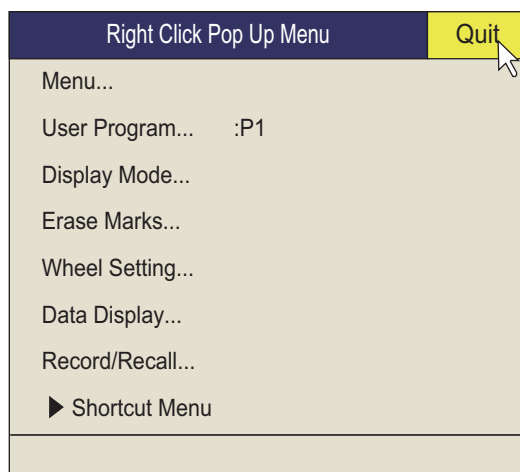 Right Click Pop Up Menu Quit
Menu...
User Program... :P1
Display Mode...
Erase Marks...
Wheel Setting...
Data Display...
Record/Recall...
▶ Shortcut Menu